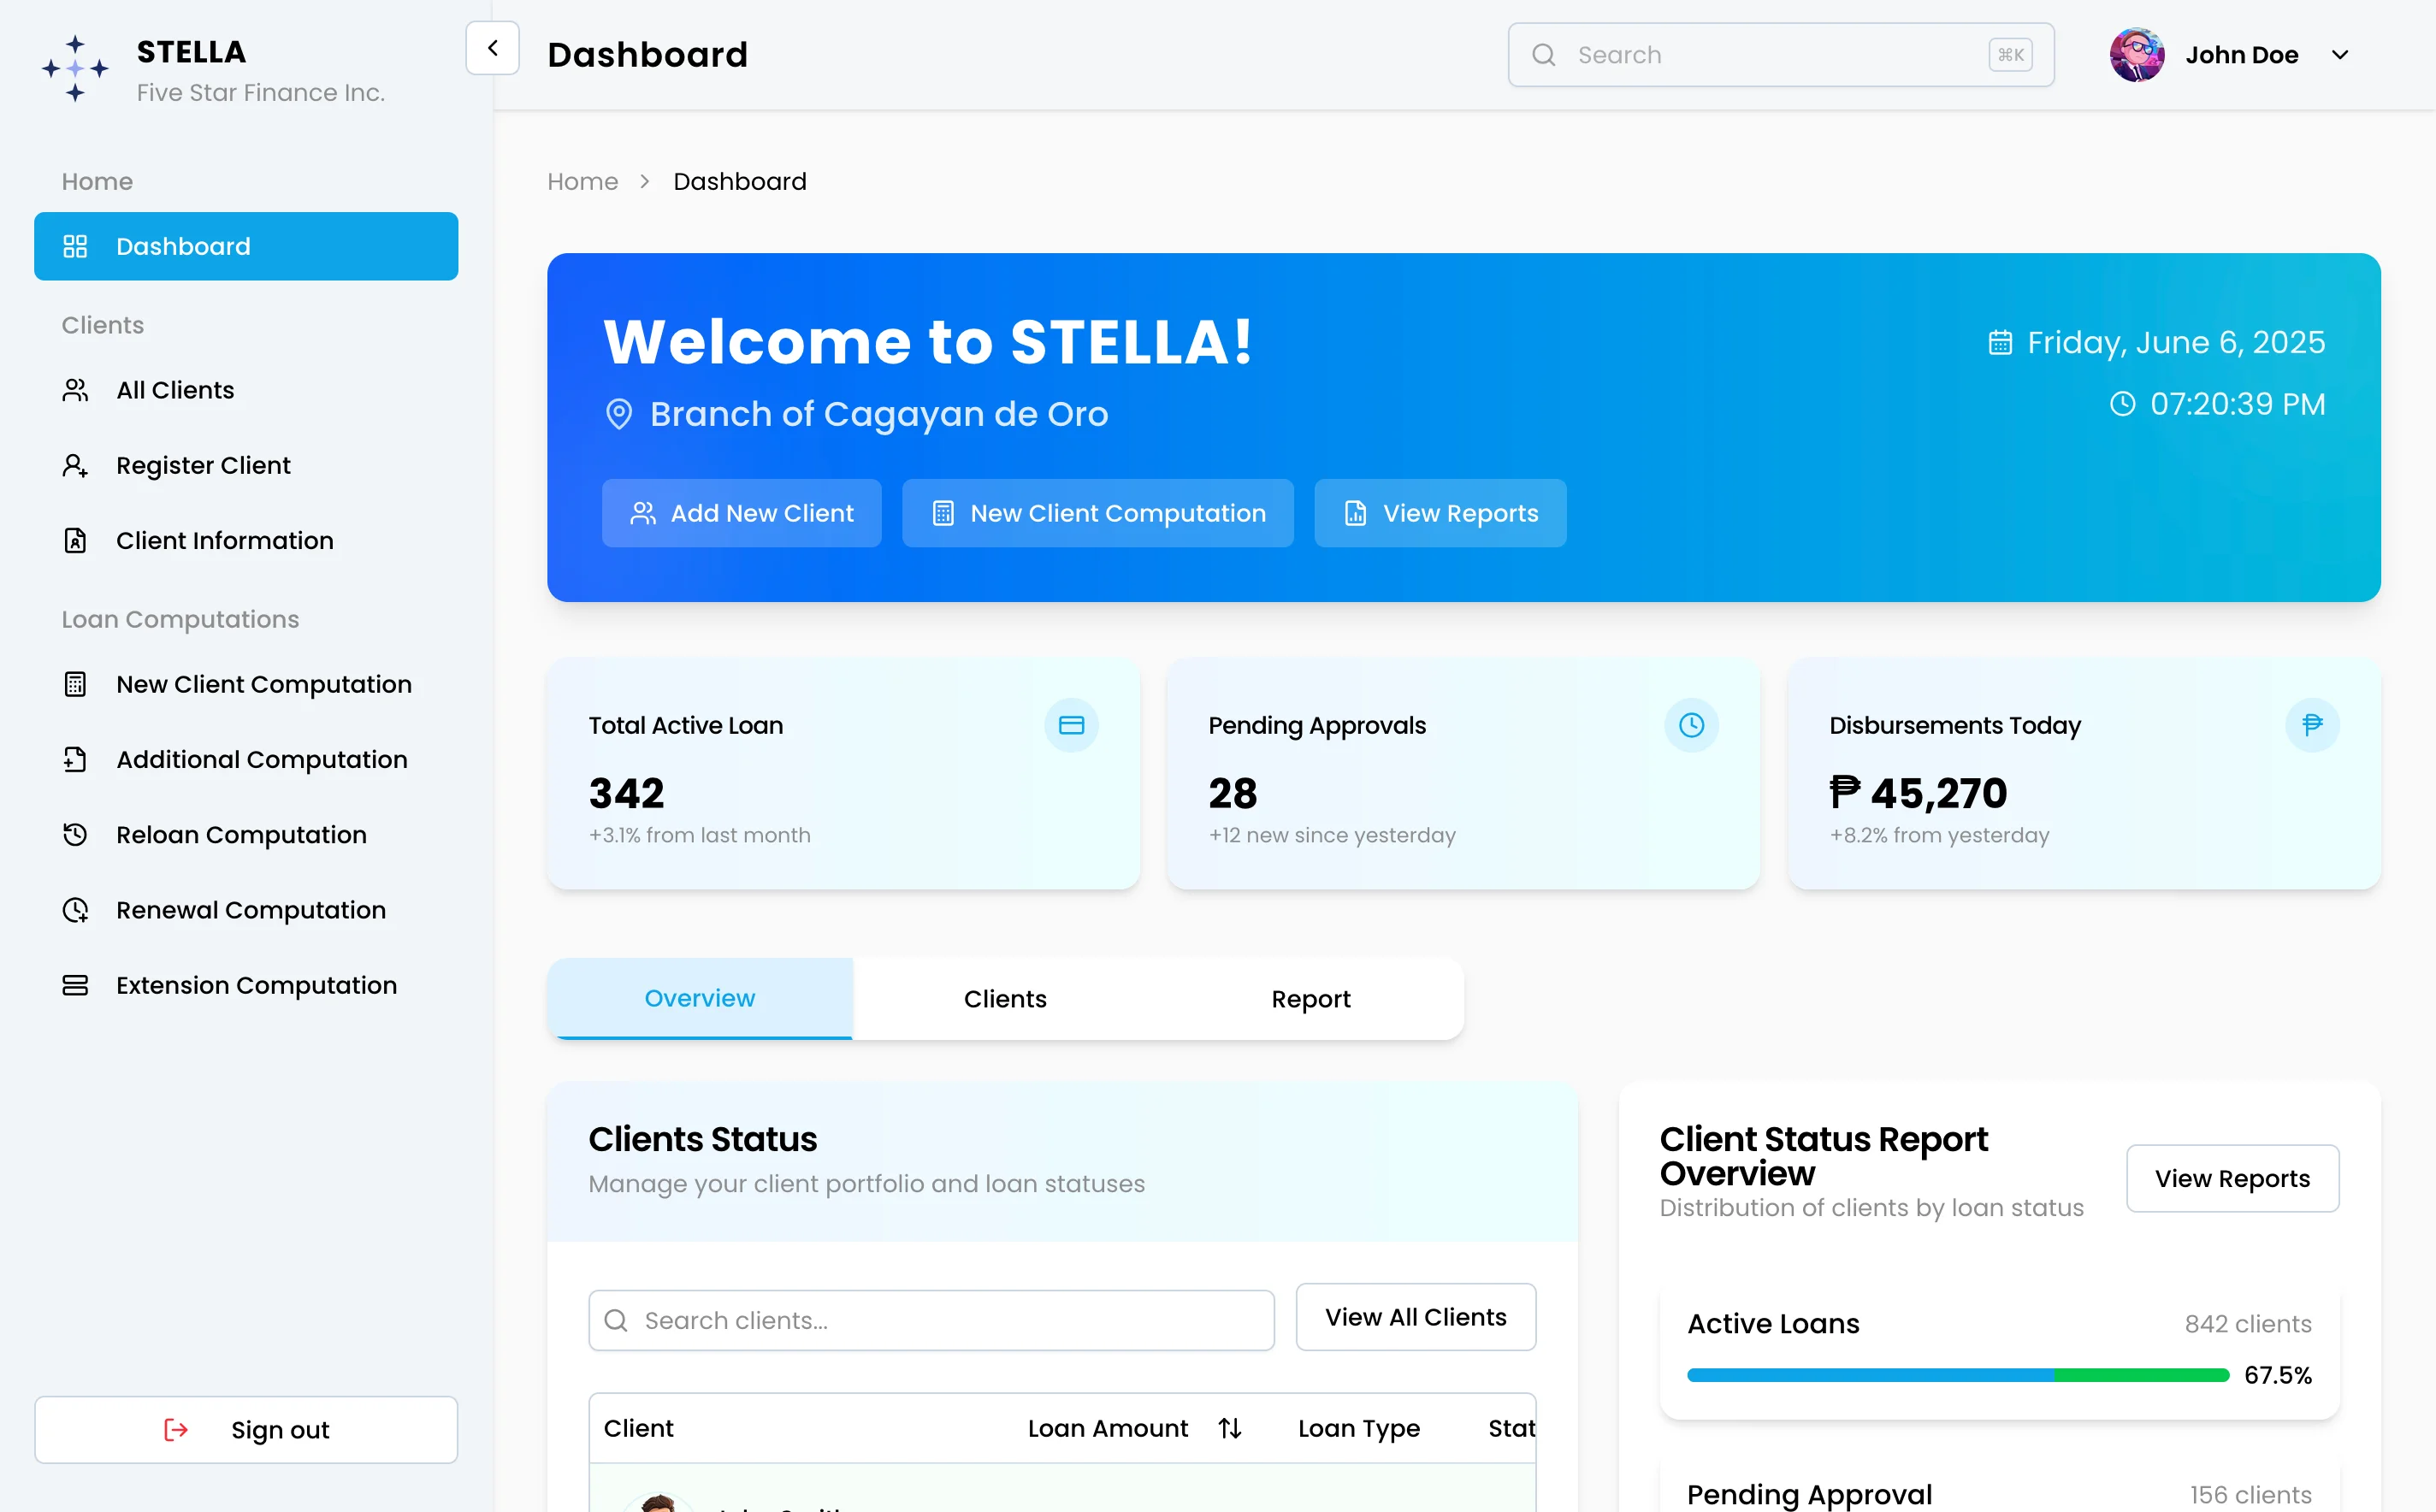 STELLA
Five Star Finance Inc.
Home
Dashboard
Clients
All Clients
Register Client
Client Information
Loan Computations
New Client Computation
Additional Computation
Reloan Computation
Renewal Computation
Extension Computation
Sign out
Dashboard
Search
⌘K
John Doe
Home
Dashboard
Welcome to STELLA!
Branch of Cagayan de Oro
Friday, June 6, 2025
07:20:39 PM
Add New Client
New Client Computation
View Reports
Total Active Loan
342
+3.1% from last month
Pending Approvals
28
+12 new since yesterday
Disbursements Today
₱ 45,270
+8.2% from yesterday
Overview
Clients
Report
Clients Status
Manage your client portfolio and loan statuses
Search clients...
View All Clients
Client Loan Amount Loan Type Stat
Client Status Report
Overview
Distribution of clients by loan status
View Reports
Active Loans
842 clients
67.5%
Pending Approval
156 clients